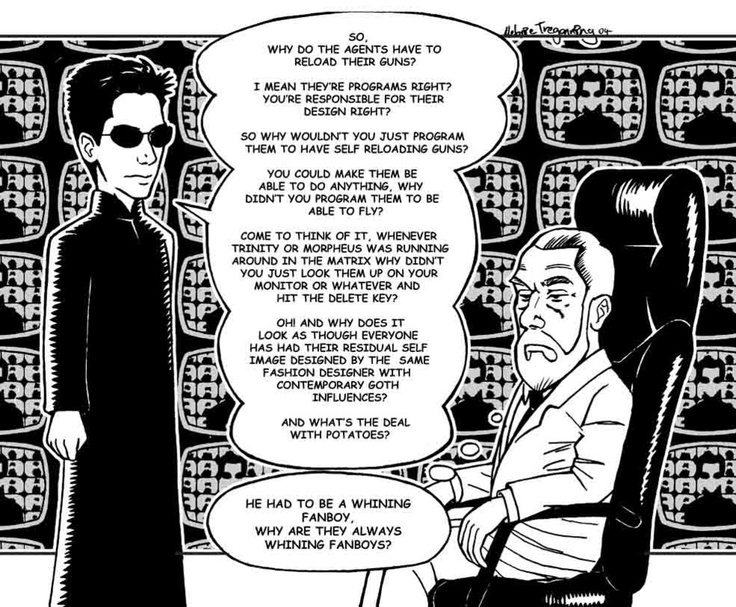 Melanie Treganning 04
SO,
WHY DO THE AGENTS HAVE TO
RELOAD THEIR GUNS?
I MEAN THEY'RE PROGRAMS RIGHT?
YOU'RE RESPONSIBLE FOR THEIR
DESIGN RIGHT?
SO WHY WOULDN'T YOU JUST PROGRAM
THEM TO HAVE SELF RELOADING GUNS?
YOU COULD MAKE THEM BE
ABLE TO DO ANYTHING, WHY
DIDN'T YOU PROGRAM THEM TO BE
ABLE TO FLY?
COME TO THINK OF IT, WHENEVER
TRINITY OR MORPHEUS WAS RUNNING
AROUND IN THE MATRIX WHY DIDN'T
YOU JUST LOOK THEM UP ON YOUR
MONITOR OR WHATEVER AND
HIT THE DELETE KEY?
OH! AND WHY DOES IT
LOOK AS THOUGH EVERYONE
HAS HAD THEIR RESIDUAL SELF
IMAGE DESIGNED BY THE SAME
FASHION DESIGNER WITH
CONTEMPORARY GOTH
INFLUENCES?
AND WHAT'S THE DEAL
WITH POTATOES?
HE HAD TO BE A WHINING
FANBOY,
WHY ARE THEY ALWAYS
WHINING FANBOYS?